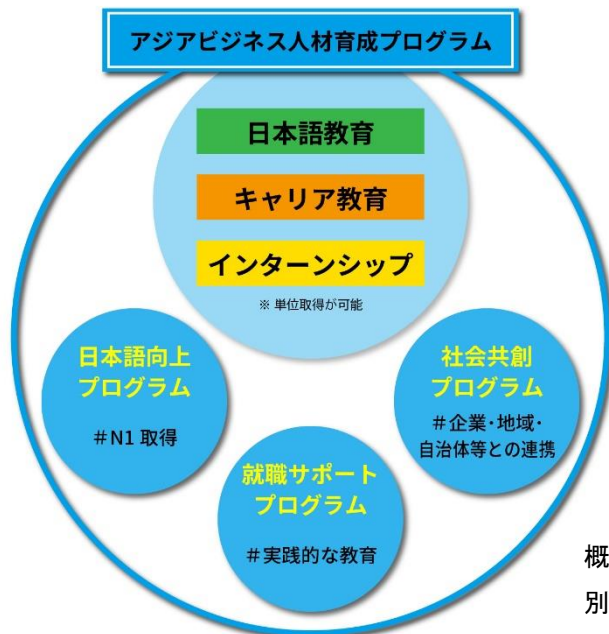 アジアビジネス人材育成プログラム
日本語教育
キャリア教育
インターンシップ
※ 単位取得が可能
日本語向上
プログラム
#N1 取得
社会共創
プログラム
#企業・地域・
自治体等との連携
就職サポート
プログラム
#実践的な教育
概
別